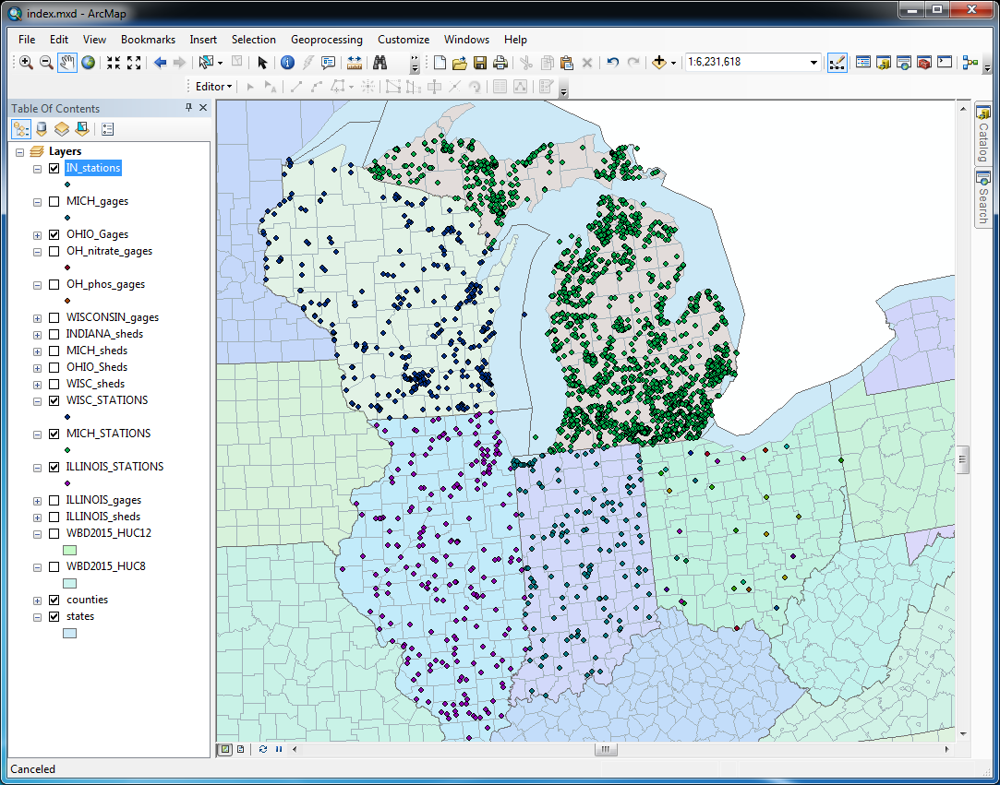 index.mxd - ArcMap
File Edit View Bookmarks Insert Selection Geoprocessing Customize Windows Help
1:6,231,618
Editor
Table Of Contents
Layers
IN_stations
MICH_gages
OHIO_Gages
OH_nitrate_gages
OH_phos_gages
WISCONSIN_gages
INDIANA_sheds
MICH_sheds
OHIO_Sheds
WISC_sheds
WISC_STATIONS
MICH_STATIONS
ILLINOIS_STATIONS
ILLINOIS_gages
ILLINOIS_sheds
WBD2015_HUC12
WBD2015_HUC8
counties
states
Catalog
Search
Canceled